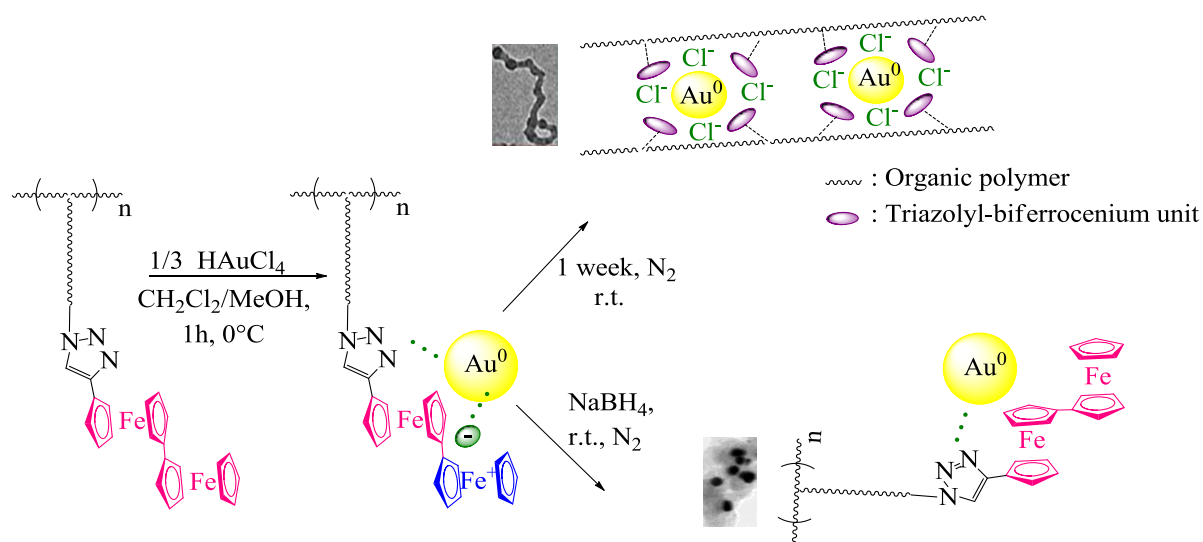 Cl⁻
Cl⁻
Au⁰
Cl⁻
Cl⁻
Cl⁻
Cl⁻
Au⁰
Cl⁻
Cl⁻
: Organic polymer
: Triazolyl-biferrocenium unit
n
1/3 HAuCl₄
CH₂Cl₂/MeOH,
1h, 0°C
N N
N
Fe
Fe
n
N N
N
Au⁰
Fe
-
Fe⁺
1 week, N₂
r.t.
NaBH₄,
r.t., N₂
Au⁰
Fe
Fe
n
N N
N